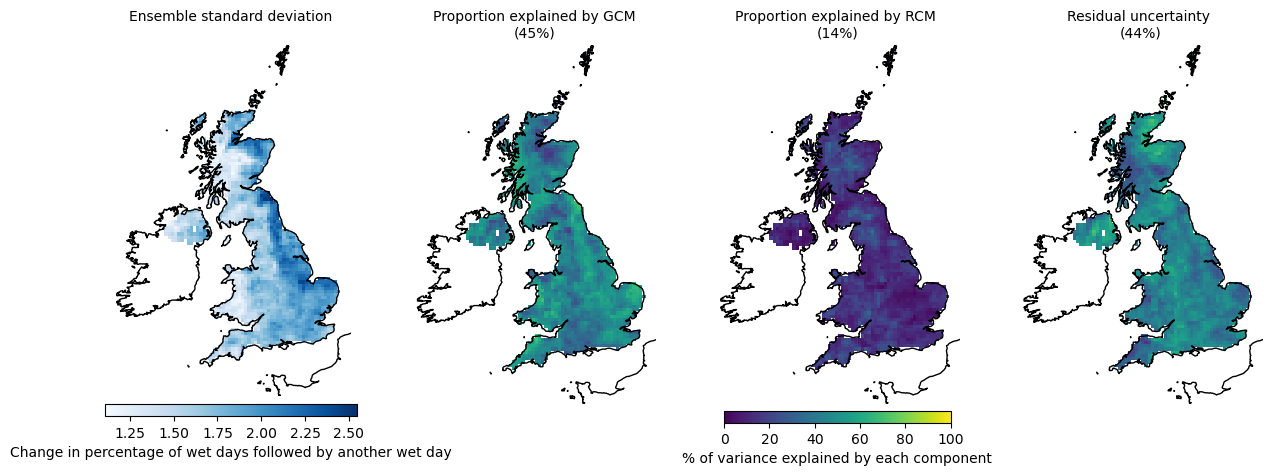 Ensemble standard deviation
Proportion explained by GCM
(45%)
Proportion explained by RCM
(14%)
Residual uncertainty
(44%)
1.25 1.50 1.75 2.00 2.25 2.50
Change in percentage of wet days followed by another wet day
0 20 40 60 80 100
% of variance explained by each component